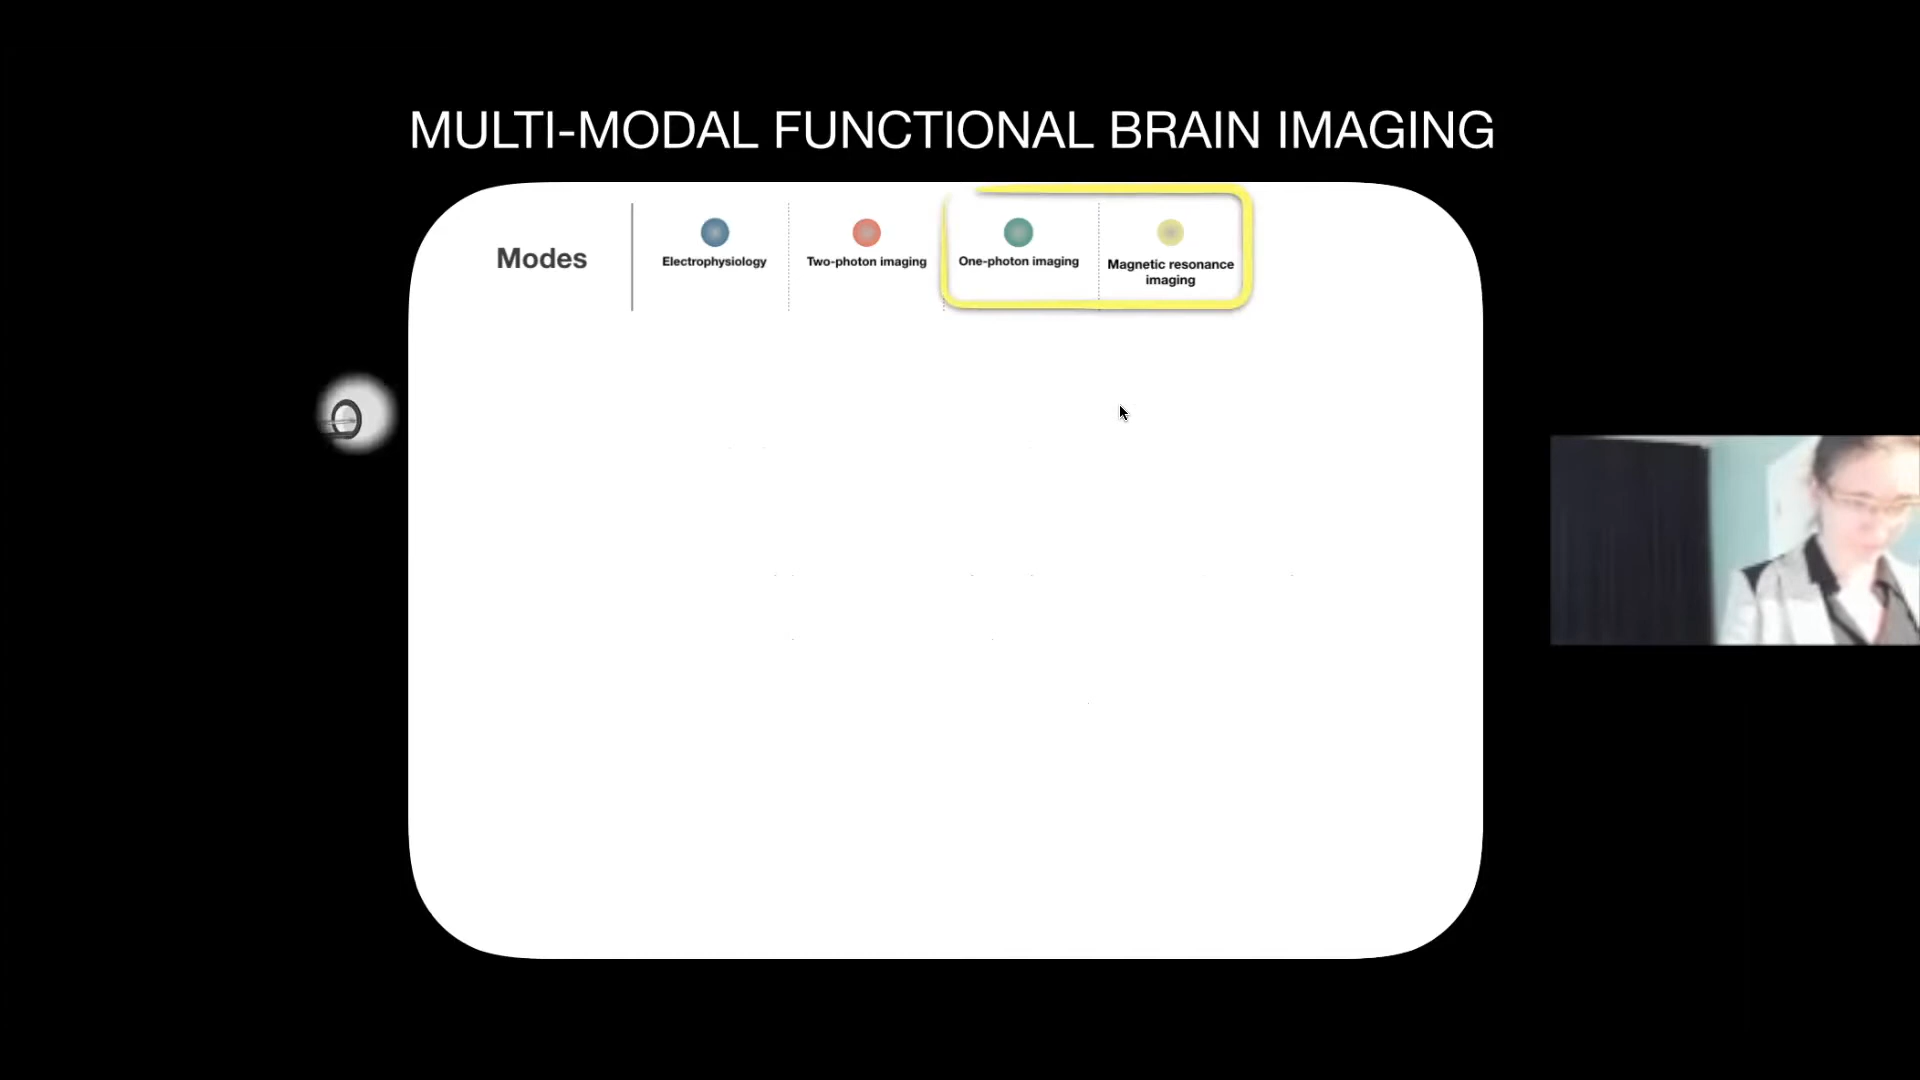 MULTI-MODAL FUNCTIONAL BRAIN IMAGING
Modes
Electrophysiology
Two-photon imaging
One-photon imaging
Magnetic resonance
imaging